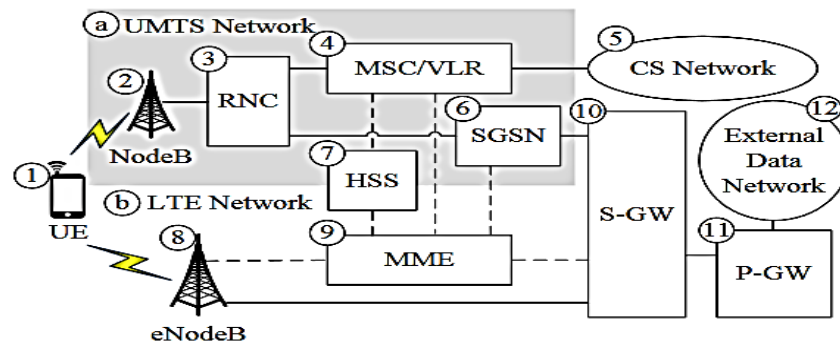 a UMTS Network
4
MSC/VLR
5
CS Network
3
RNC
2
NodeB
6
SGSN
10
S-GW
12
External
Data
Network
1
UE
7
HSS
b LTE Network
8
eNodeB
9
MME
11
P-GW